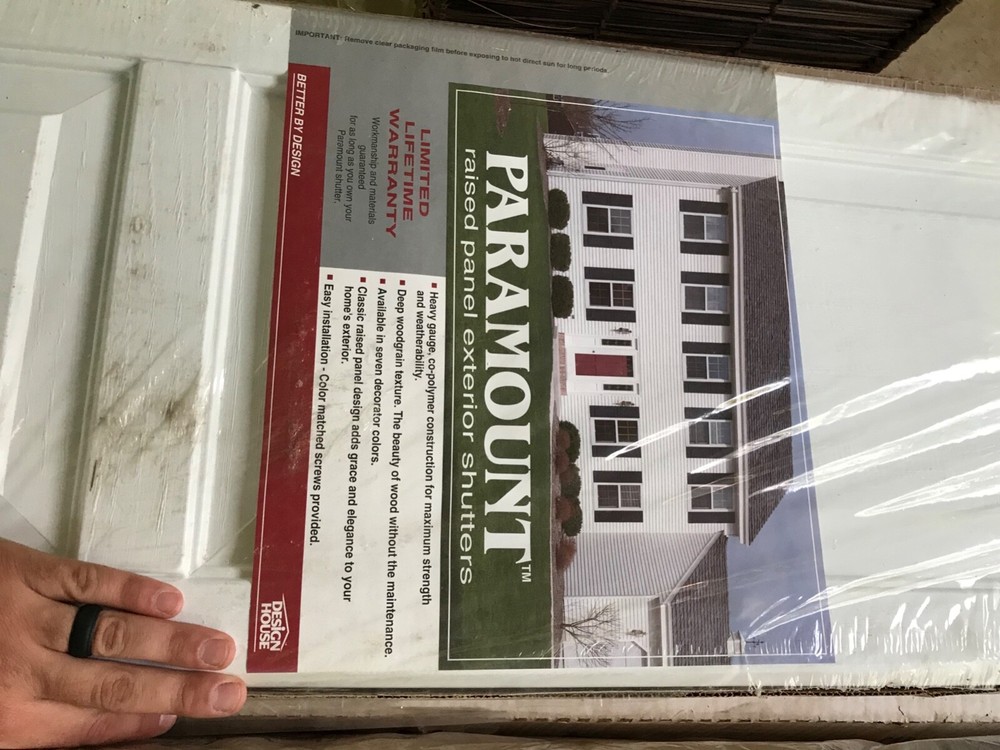 IMPORTANT: Remove clear packaging film before exposing to hot direct sun for long periods.
PARAMOUNT™
raised panel exterior shutters
LIMITED
LIFETIME
WARRANTY
Workmanship and materials
guaranteed
for as long as you own your
Paramount shutter.
▪ Heavy gauge, co-polymer construction for maximum strength
and weatherability.
▪ Deep woodgrain texture. The beauty of wood without the maintenance.
▪ Available in seven decorator colors.
▪ Classic raised panel design adds grace and elegance to your
home's exterior.
▪ Easy installation - Color matched screws provided.
BETTER BY DESIGN
DESIGN
HOUSE